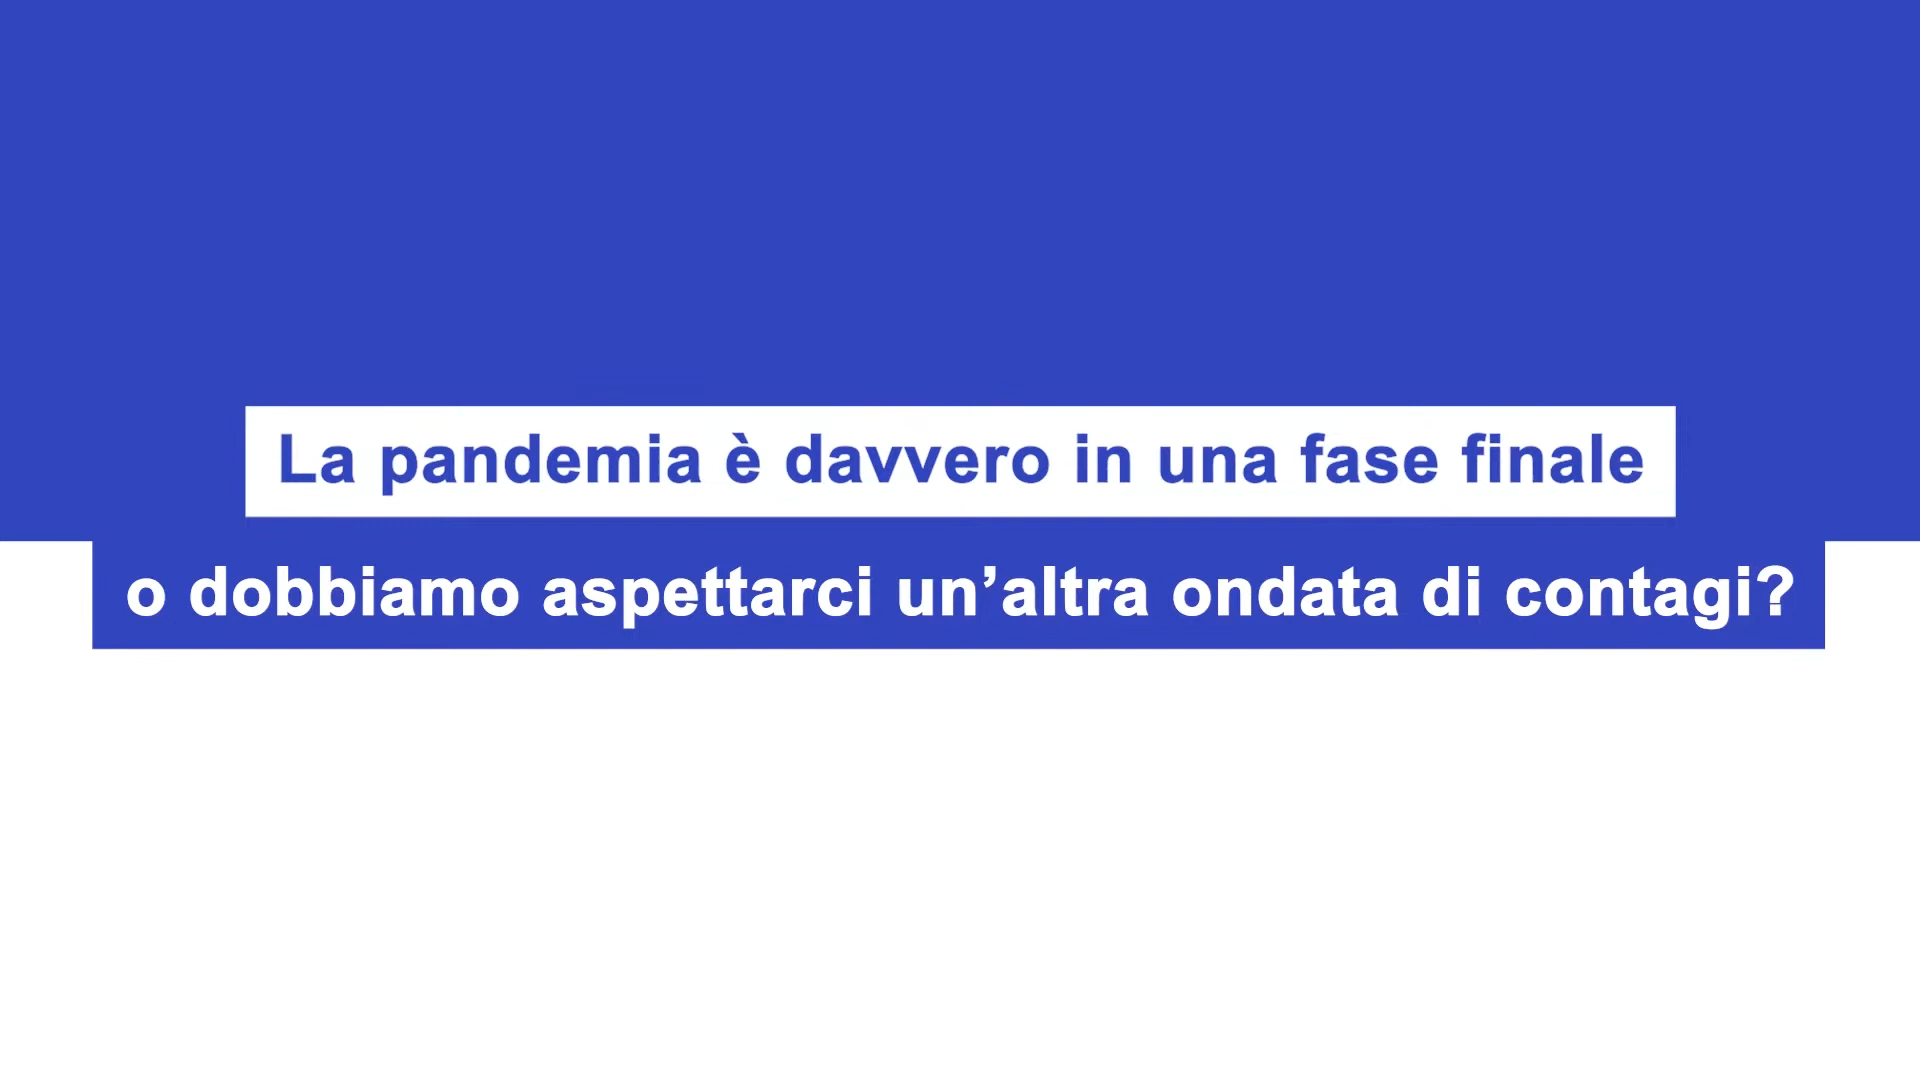 La pandemia è davvero in una fase finale
o dobbiamo aspettarci un’altra ondata di contagi?